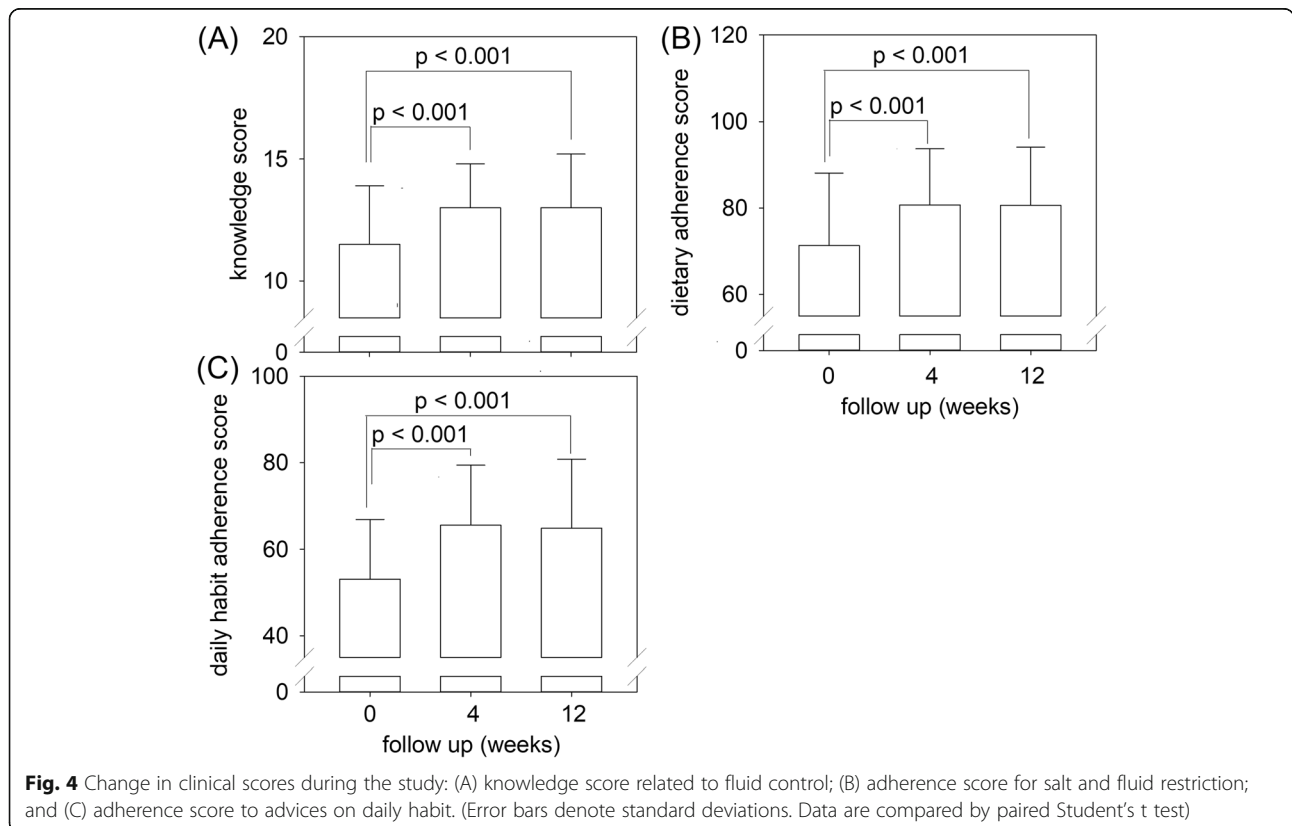 (A)
20
15
10
0
knowledge score
p < 0.001
p < 0.001
(B)
120
100
80
60
0
dietary adherence score
p < 0.001
p < 0.001
0 4 12
follow up (weeks)
(C)
100
80
60
40
0
daily habit adherence score
p < 0.001
p < 0.001
0 4 12
follow up (weeks)
Fig. 4 Change in clinical scores during the study: (A) knowledge score related to fluid control; (B) adherence score for salt and fluid restriction;
and (C) adherence score to advices on daily habit. (Error bars denote standard deviations. Data are compared by paired Student's t test)